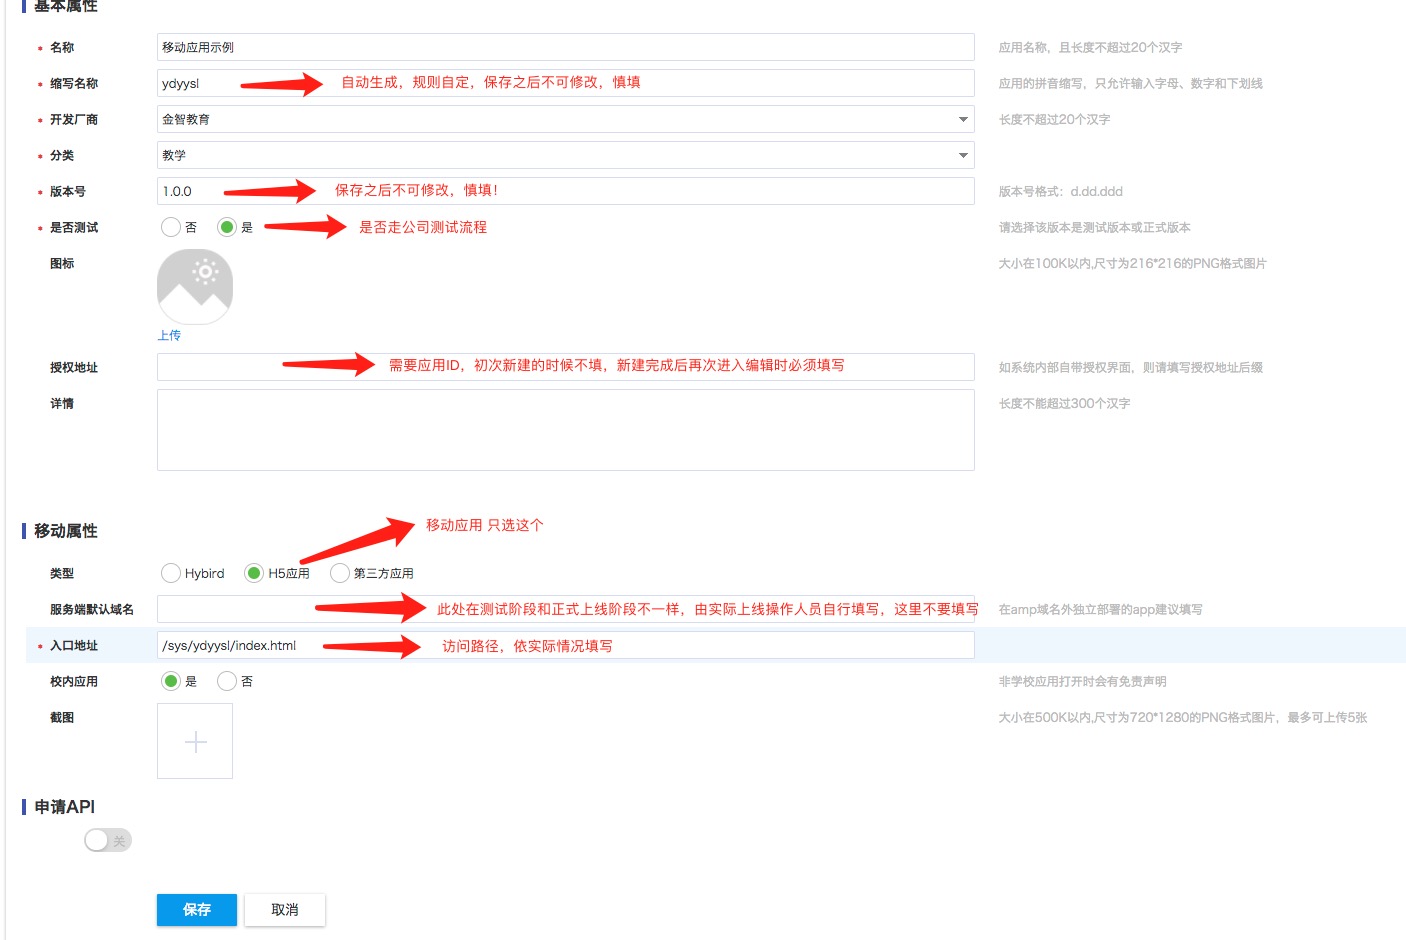 基本属性
名称 移动应用示例 应用名称，且长度不超过20个汉字
缩写名称 ydyysl 自动生成，规则自定，保存之后不可修改，慎填 应用的拼音缩写，只允许输入字母、数字和下划线
开发厂商 金智教育 长度不超过20个汉字
分类 教学
版本号 1.0.0 保存之后不可修改，慎填！ 版本号格式：d.dd.ddd
是否测试 否 是 是否走公司测试流程 请选择该版本是测试版本或正式版本
图标 大小在100K以内,尺寸为216*216的PNG格式图片
上传
授权地址 需要应用ID，初次新建的时候不填，新建完成后再次进入编辑时必须填写 如系统内部自带授权界面，则请填写授权地址后缀
详情 长度不能超过300个汉字
移动应用 只选这个
移动属性
类型 Hybird H5应用 第三方应用
服务端默认域名 此处在测试阶段和正式上线阶段不一样，由实际上线操作人员自行填写，这里不要填写 在amp域名外独立部署的app建议填写
入口地址 /sys/ydyysl/index.html 访问路径，依实际情况填写
校内应用 是 否 非学校应用打开时会有免责声明
截图 大小在500K以内,尺寸为720*1280的PNG格式图片，最多可上传5张
申请API
关
保存 取消